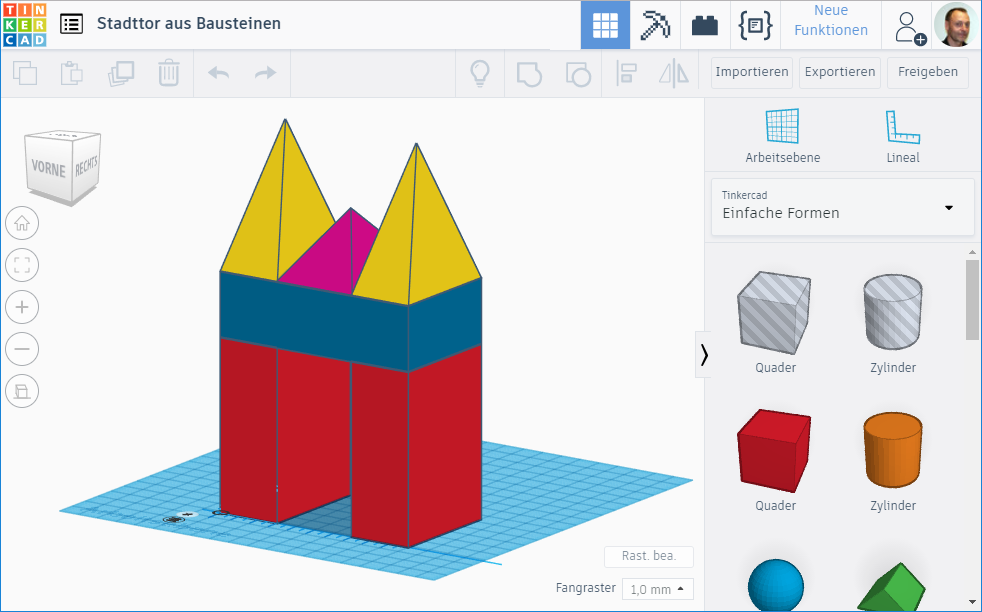 TIN
KER
CAD
Stadttor aus Bausteinen
Neue
Funktionen
Importieren
Exportieren
Freigeben
VORNE
RECHTS
Arbeitsebene
Lineal
Tinkercad
Einfache Formen
Quader
Zylinder
Quader
Zylinder
Rast. bea.
Fangraster
1,0 mm